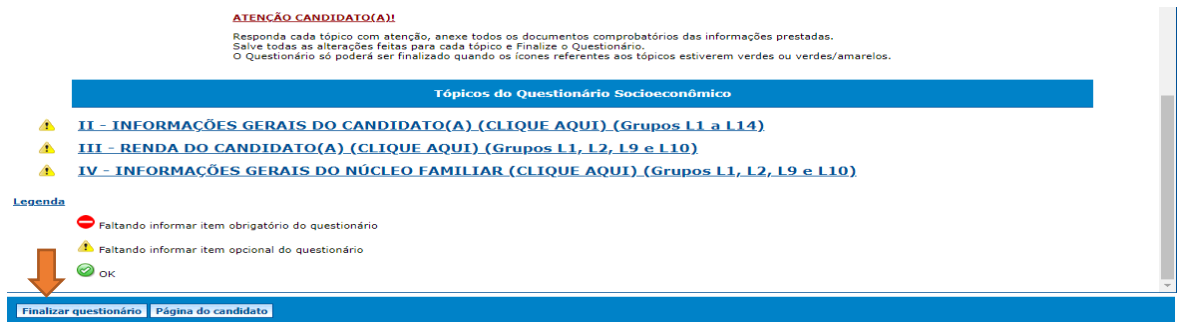 ATENÇÃO CANDIDATO(A)!
Responda cada tópico com atenção, anexe todos os documentos comprobatórios das informações prestadas.
Salve todas as alterações feitas para cada tópico e Finalize o Questionário.
O Questionário só poderá ser finalizado quando os ícones referentes aos tópicos estiverem verdes ou verdes/amarelos.
Tópicos do Questionário Socioeconômico
II - INFORMAÇÕES GERAIS DO CANDIDATO(A) (CLIQUE AQUI) (Grupos L1 a L14)
III - RENDA DO CANDIDATO(A) (CLIQUE AQUI) (Grupos L1, L2, L9 e L10)
IV - INFORMAÇÕES GERAIS DO NÚCLEO FAMILIAR (CLIQUE AQUI) (Grupos L1, L2, L9 e L10)
Legenda
Faltando informar item obrigatório do questionário
Faltando informar item opcional do questionário
OK
Finalizar questionário Página do candidato